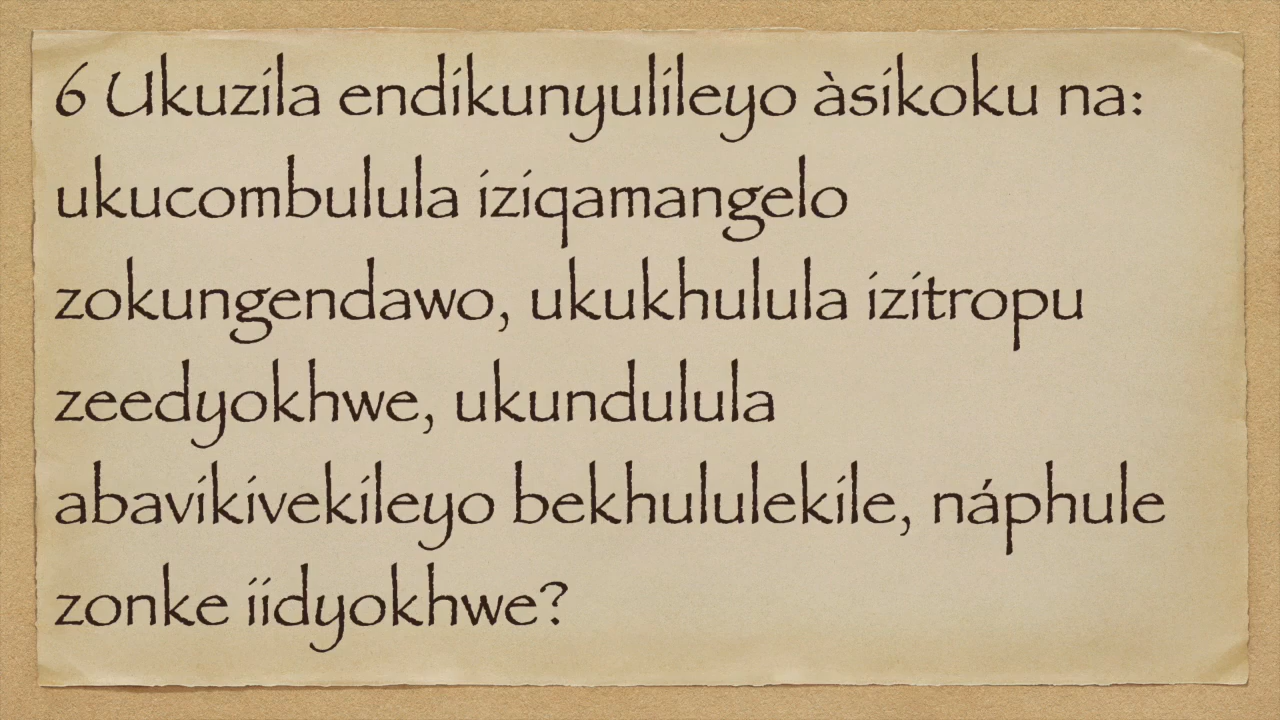 6 Ukuzila endikunyulileyo àsikoku na:
ukucombulula iziqamangelo
zokungendawo, ukukhulula izitropu
zeedyokhwe, ukundulula
abavikivekileyo bekhululekile, náphule
zonke iidyokhwe?